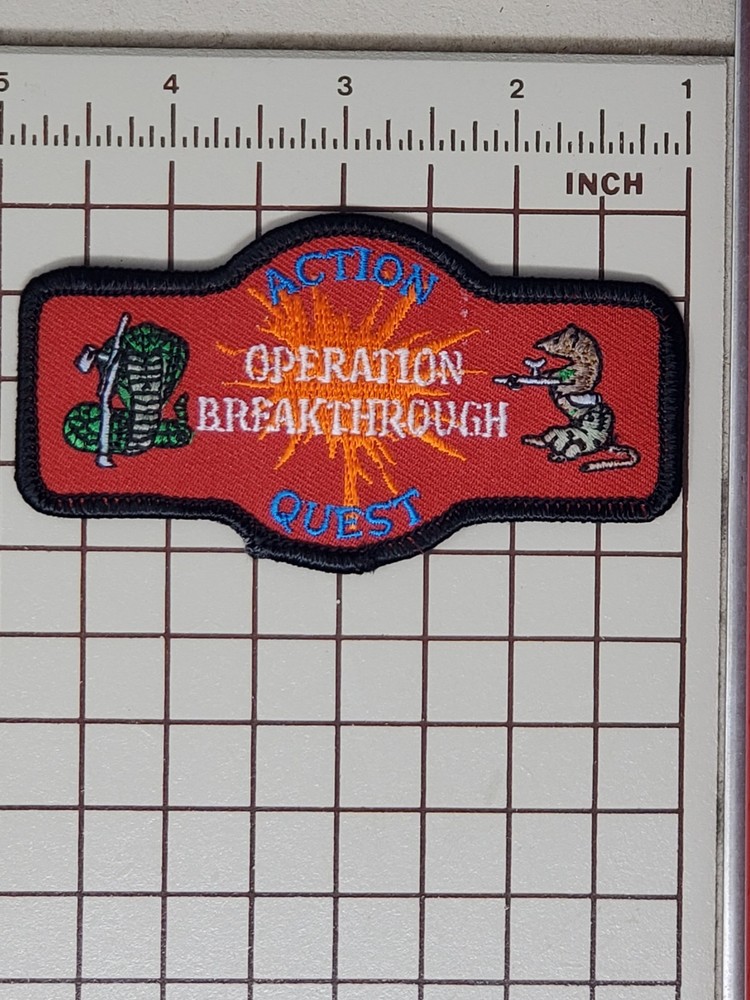 5 4 3 2 1
INCH
ACTION
OPERATION
BREAKTHROUGH
QUEST